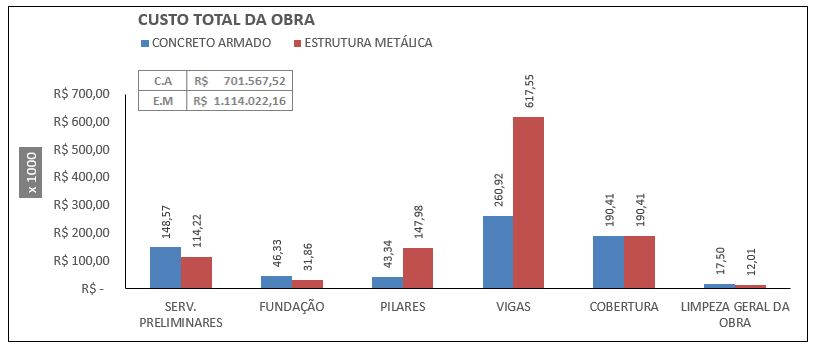 CUSTO TOTAL DA OBRA
CONCRETO ARMADO ESTRUTURA METÁLICA
C.A R$ 701.567,52
E.M R$ 1.114.022,16
x 1000
R$ 700,00
R$ 600,00
R$ 500,00
R$ 400,00
R$ 300,00
R$ 200,00
R$ 100,00
R$ -
148,57
114,22
46,33
31,86
43,34
147,98
260,92
617,55
190,41
190,41
17,50
12,01
SERV. PRELIMINARES
FUNDAÇÃO
PILARES
VIGAS
COBERTURA
LIMPEZA GERAL DA OBRA